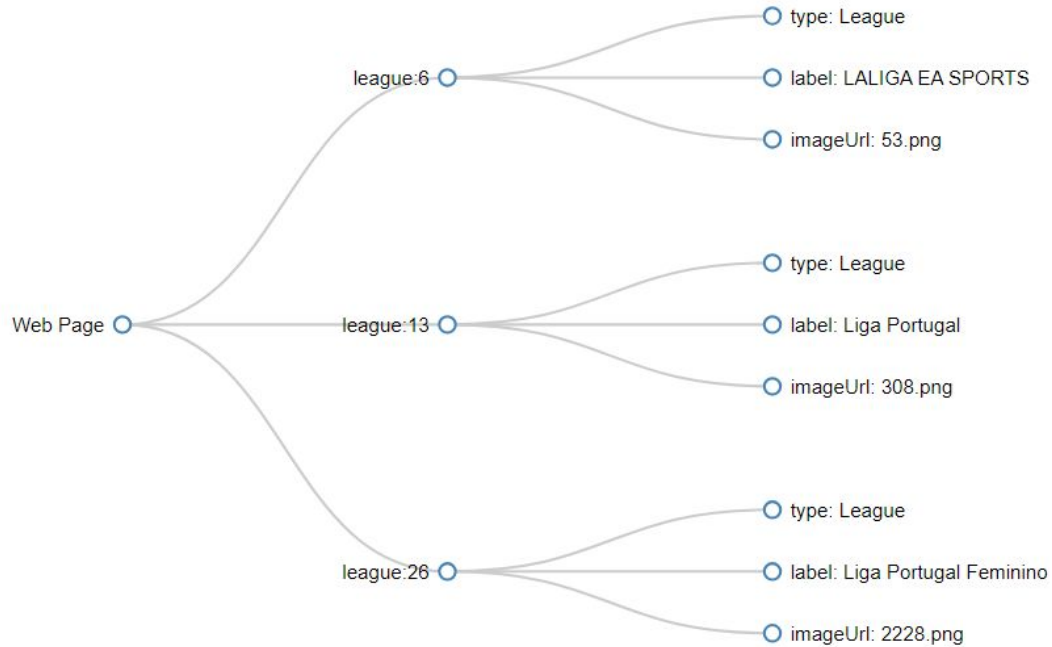 type: League
league:6
label: LALIGA EA SPORTS
imageUrl: 53.png
type: League
Web Page
league:13
label: Liga Portugal
imageUrl: 308.png
type: League
league:26
label: Liga Portugal Feminino
imageUrl: 2228.png